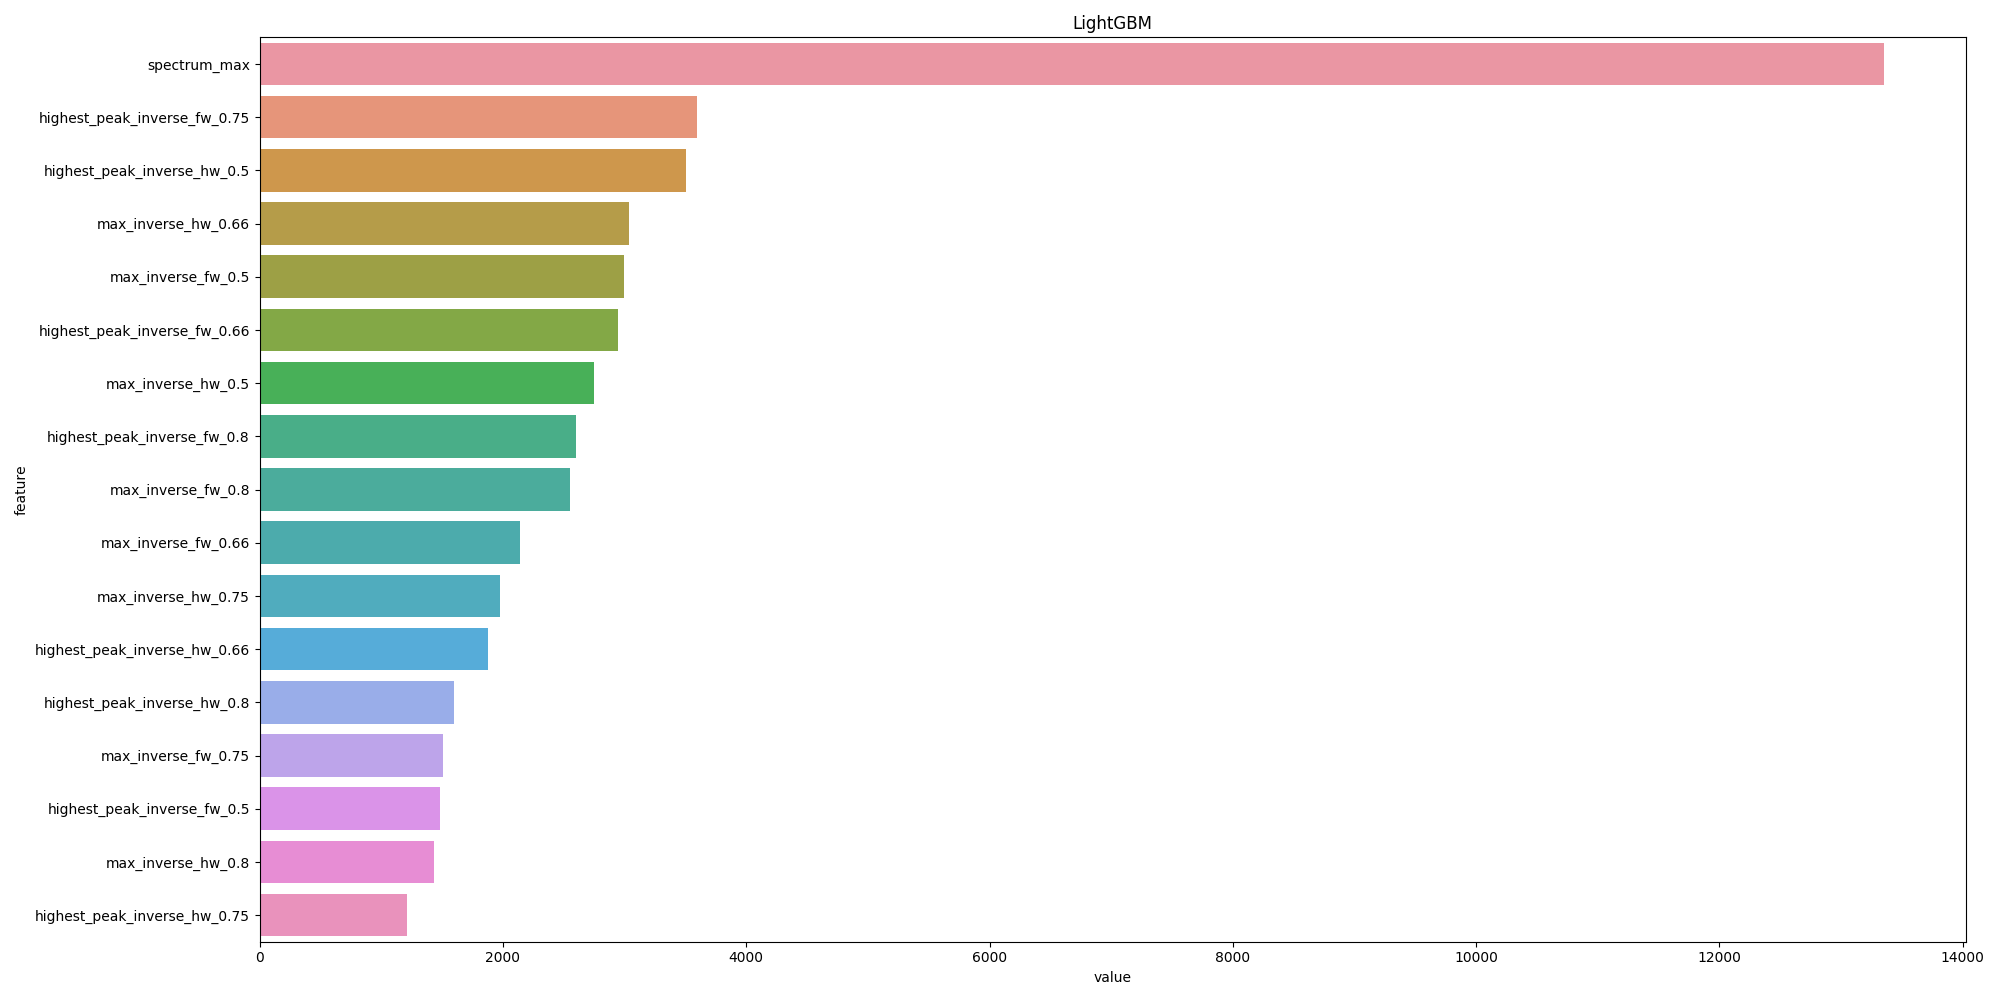 LightGBM
spectrum_max
highest_peak_inverse_fw_0.75
highest_peak_inverse_hw_0.5
max_inverse_hw_0.66
max_inverse_fw_0.5
highest_peak_inverse_fw_0.66
max_inverse_hw_0.5
highest_peak_inverse_fw_0.8
max_inverse_fw_0.8
max_inverse_fw_0.66
max_inverse_hw_0.75
highest_peak_inverse_hw_0.66
highest_peak_inverse_hw_0.8
max_inverse_fw_0.75
highest_peak_inverse_fw_0.5
max_inverse_hw_0.8
highest_peak_inverse_hw_0.75
feature
0 2000 4000 6000 8000 10000 12000 14000
value